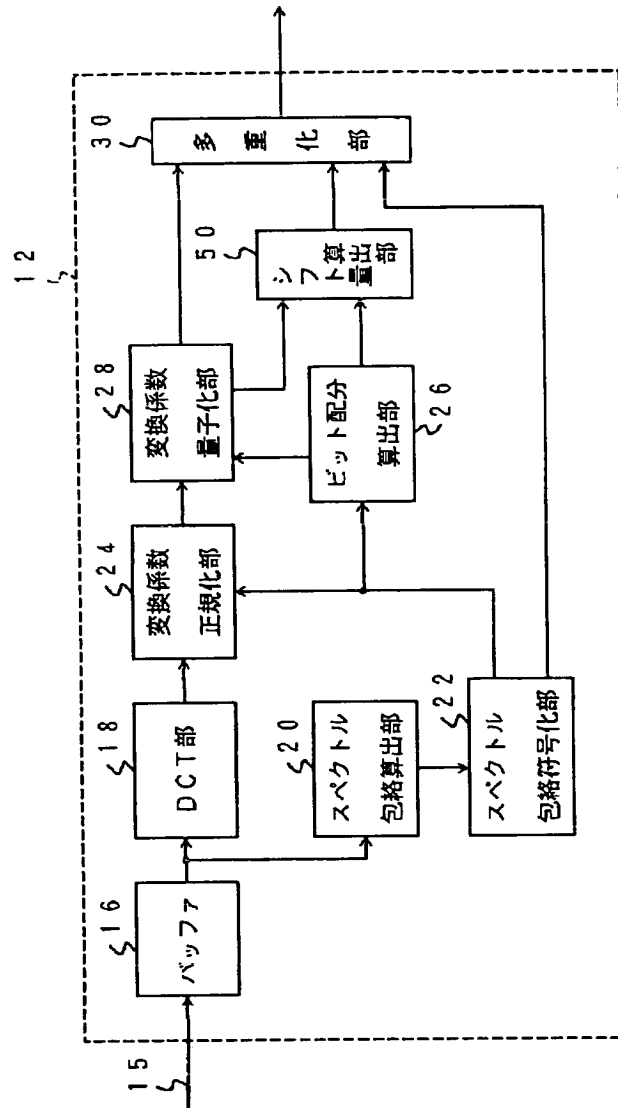 12
15
16
バッファ
18
DCT部
24
変換係数
正規化部
28
変換係数
量子化部
30
多重化部
50
シフト量
算出部
20
スペクトル
包絡算出部
22
スペクトル
包絡符号化部
ビット配分
算出部
26